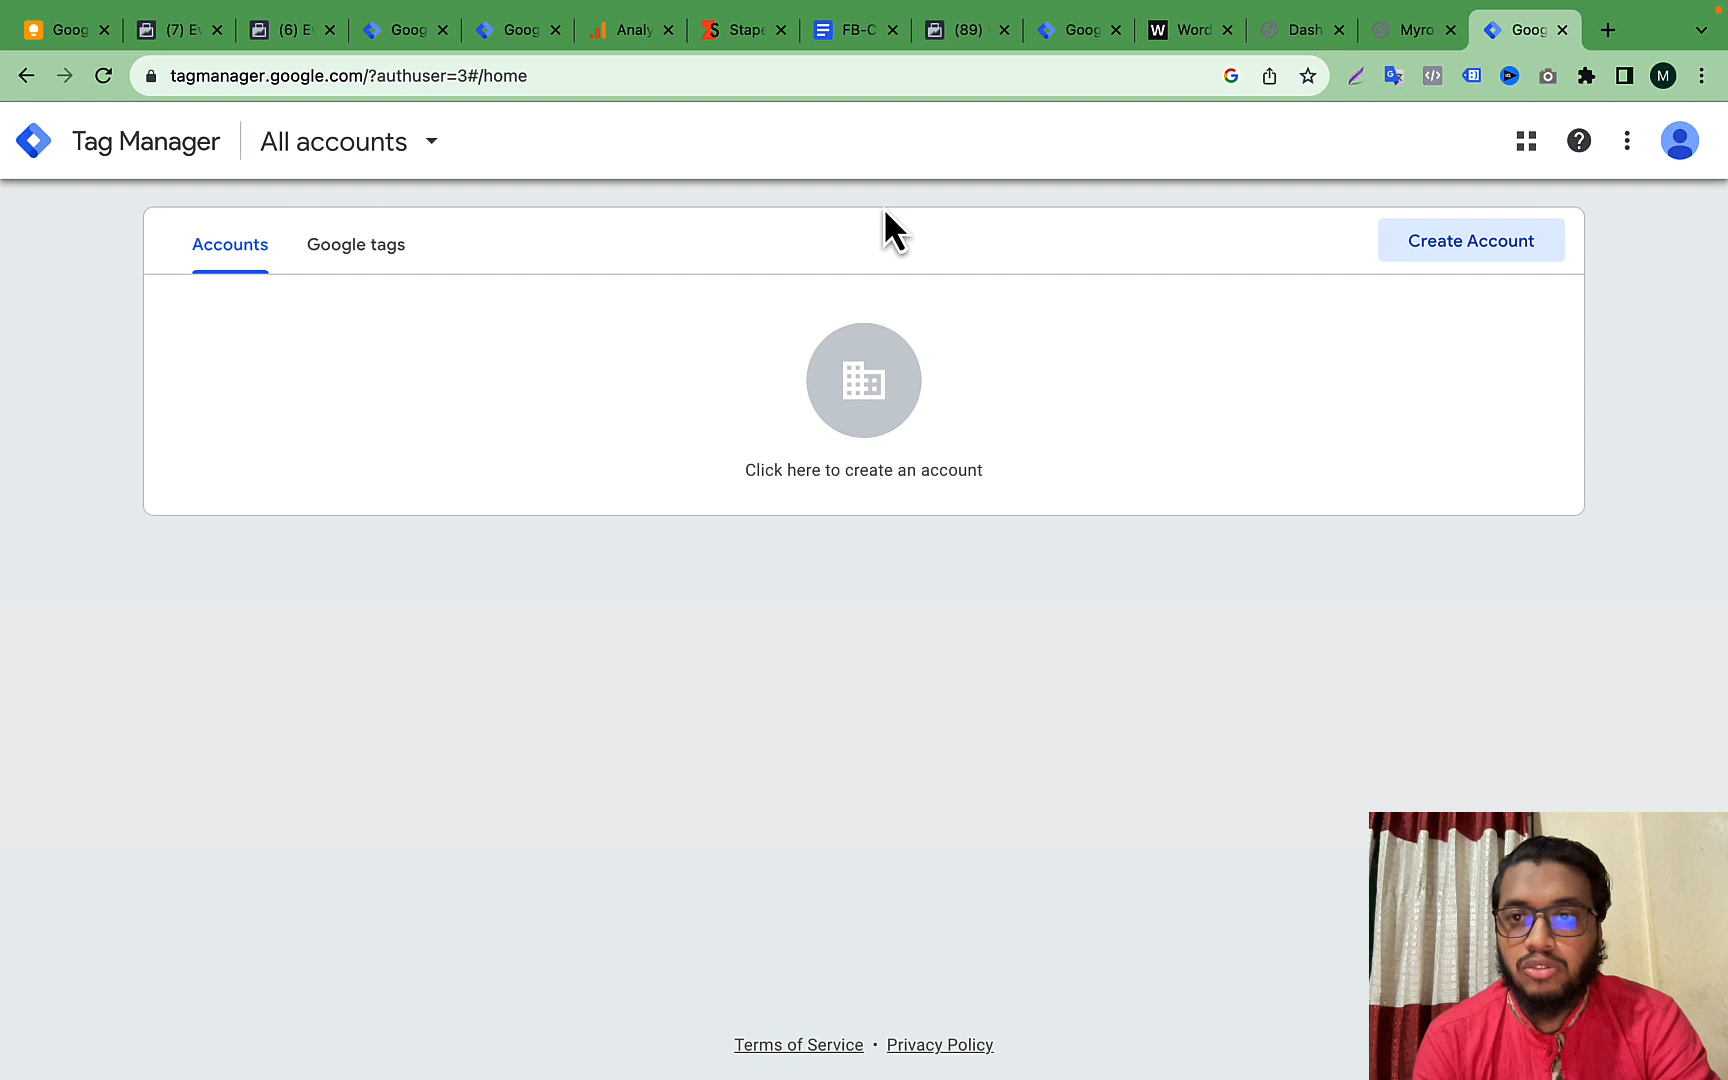 Goog
(7) E
(6) E
Goog
Goog
Analy
Stape
FB-C
(89)
Goog
W
Word
Dash
Myro
Goog
tagmanager.google.com/?authuser=3#/home
M
Tag Manager
All accounts
Accounts
Google tags
Create Account
Click here to create an account
Terms of Service • Privacy Policy